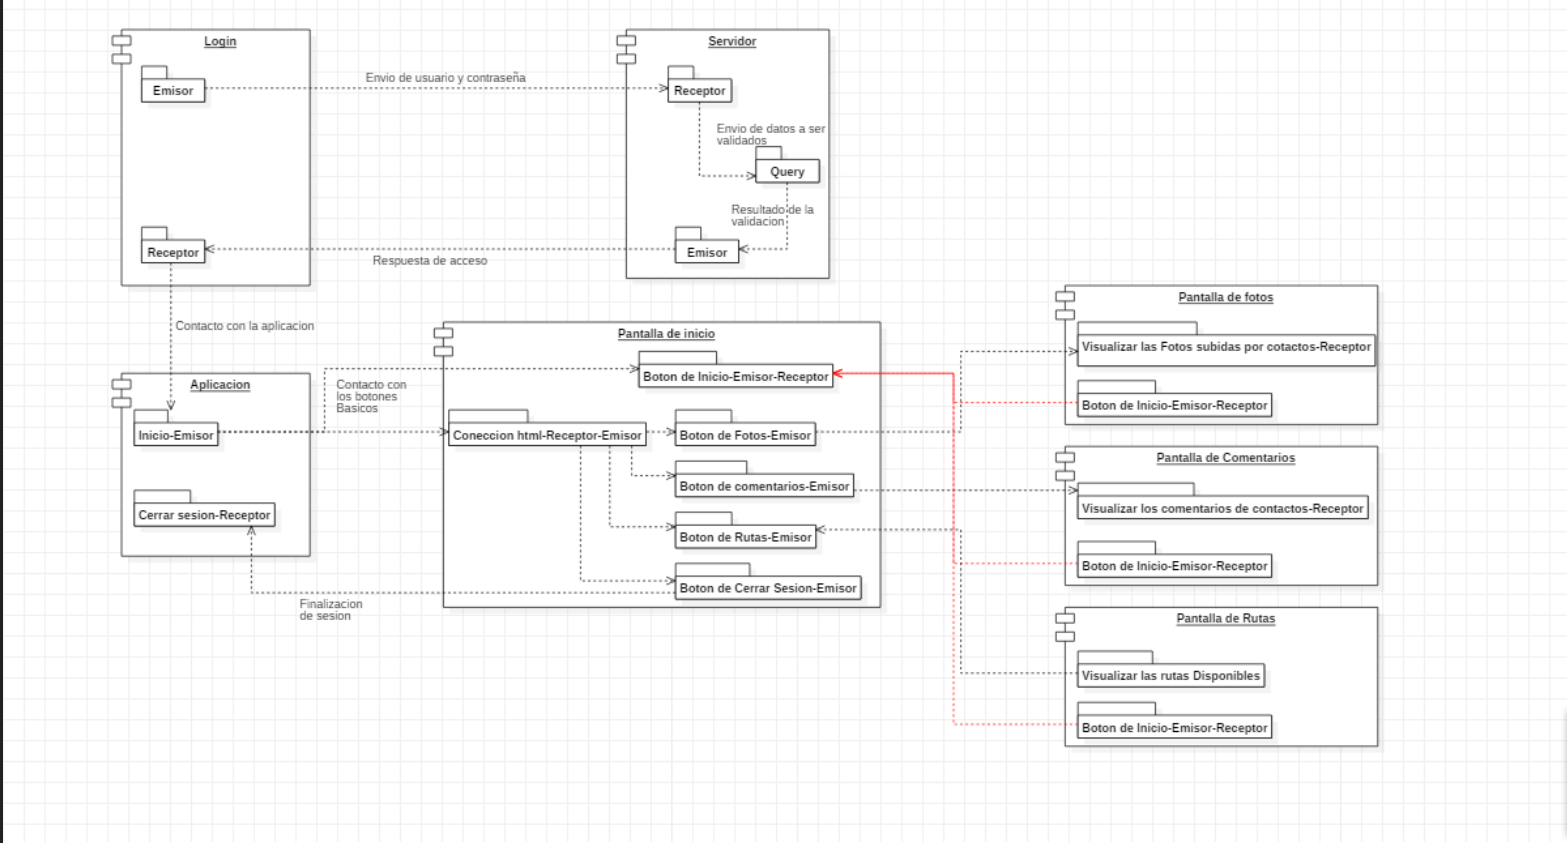 Login
Emisor
Envio de usuario y contraseña
Servidor
Receptor
Envio de datos a ser
validados
Query
Resultado de la
validacion
Emisor
Respuesta de acceso
Receptor
Contacto con la aplicacion
Aplicacion
Inicio-Emisor
Cerrar sesion-Receptor
Contacto con
los botones
Basicos
Finalizacion
de sesion
Pantalla de inicio
Boton de Inicio-Emisor-Receptor
Coneccion html-Receptor-Emisor
Boton de Fotos-Emisor
Boton de comentarios-Emisor
Boton de Rutas-Emisor
Boton de Cerrar Sesion-Emisor
Pantalla de fotos
Visualizar las Fotos subidas por cotactos-Receptor
Boton de Inicio-Emisor-Receptor
Pantalla de Comentarios
Visualizar los comentarios de contactos-Receptor
Boton de Inicio-Emisor-Receptor
Pantalla de Rutas
Visualizar las rutas Disponibles
Boton de Inicio-Emisor-Receptor